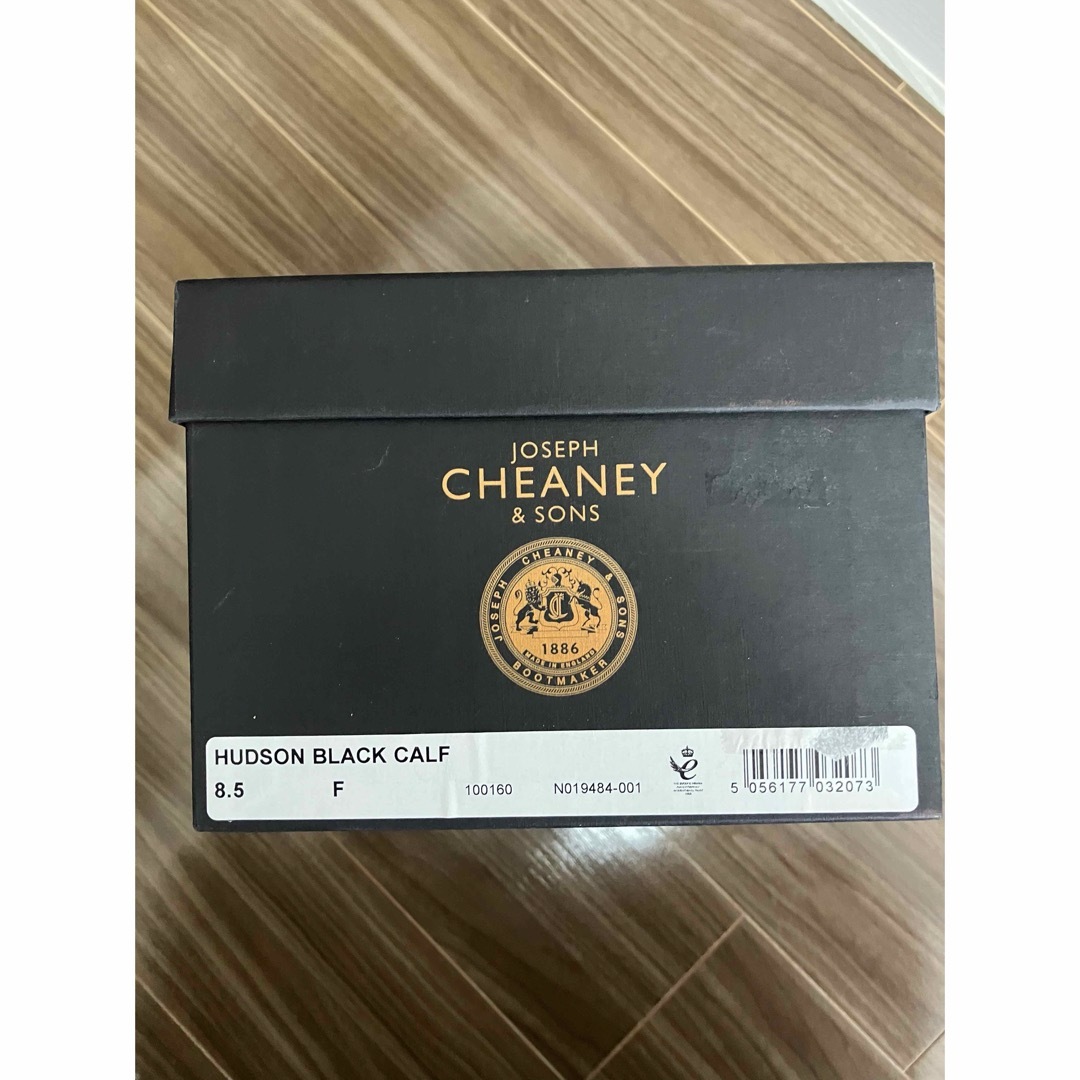 JOSEPH
CHEANEY
& SONS
JOSEPH CHEANEY & SONS
1886
MADE IN ENGLAND
BOOTMAKER
HUDSON BLACK CALF
8.5 F 100160 N019484-001 5 056177 032073